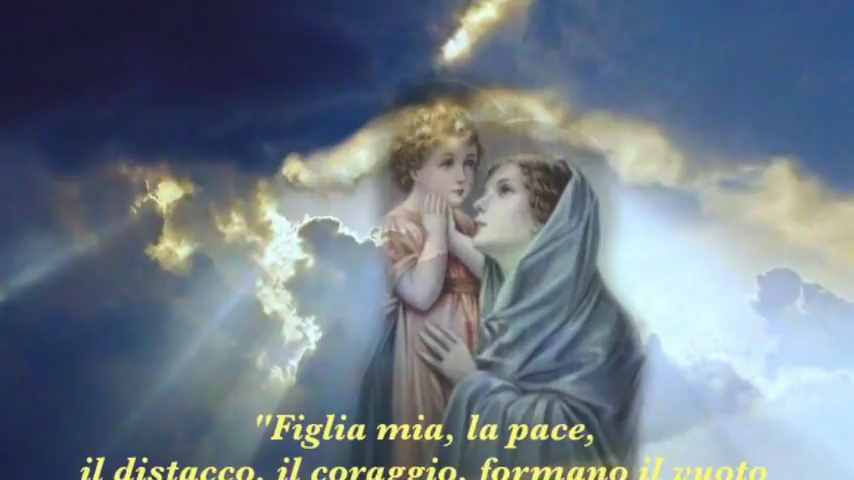 "Figlia mia, la pace,
il distacco, il coraggio, formano il vuoto